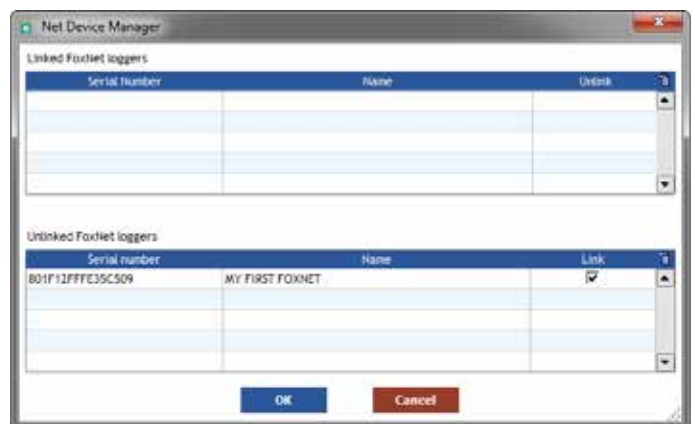 Net Device Manager
Linked FoxNet loggers
Serial Number Name Unlink
Unlinked FoxNet loggers
Serial number Name Link
801F12FFFE35C509 MY FIRST FOXNET
OK Cancel